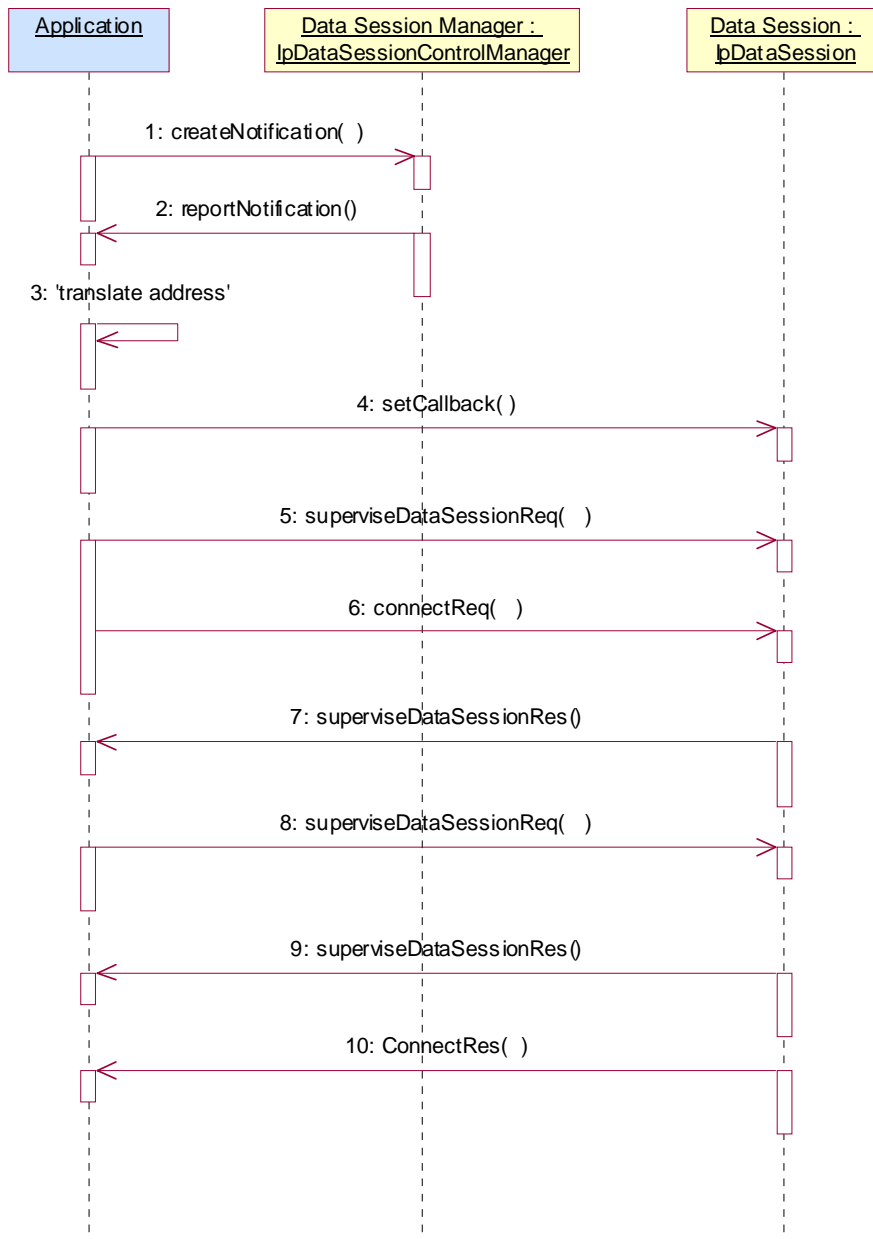 Application
Data Session Manager :
IpDataSessionControlManager
Data Session :
IpDataSession
1: createNotification( )
2: reportNotification()
3: 'translate address'
4: setCallback( )
5: superviseDataSessionReq( )
6: connectReq( )
7: superviseDataSessionRes()
8: superviseDataSessionReq( )
9: superviseDataSessionRes()
10: ConnectRes( )